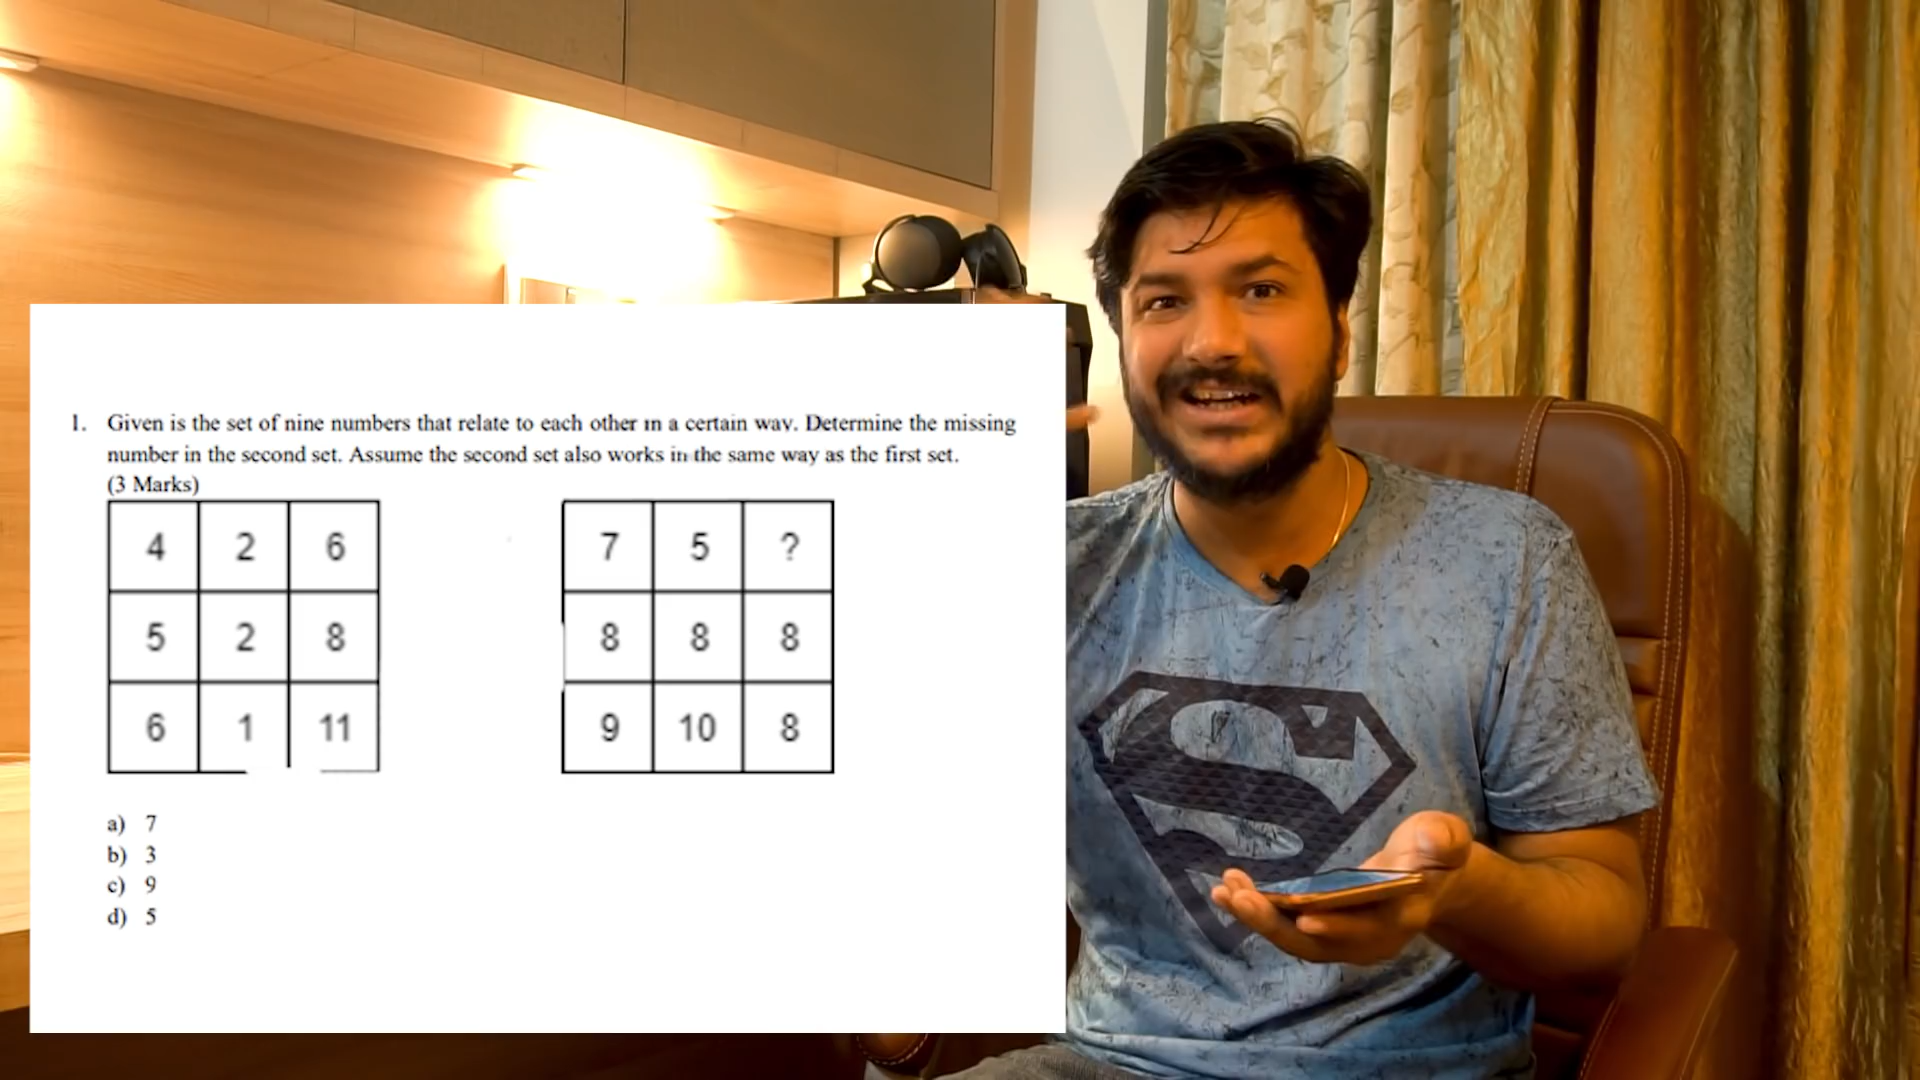 1. Given is the set of nine numbers that relate to each other in a certain way. Determine the missing
number in the second set. Assume the second set also works in the same way as the first set.
(3 Marks)
4 2 6
5 2 8
6 1 11
7 5 ?
8 8 8
9 10 8
a) 7
b) 3
c) 9
d) 5
S